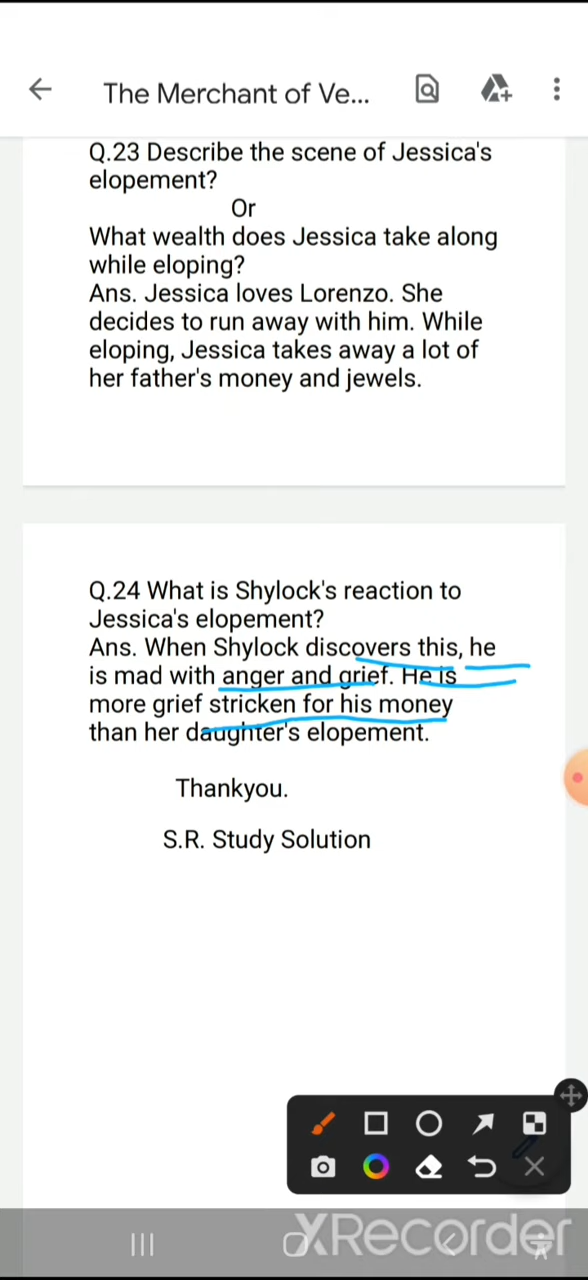 The Merchant of Ve...
Q.23 Describe the scene of Jessica's
elopement?
Or
What wealth does Jessica take along
while eloping?
Ans. Jessica loves Lorenzo. She
decides to run away with him. While
eloping, Jessica takes away a lot of
her father's money and jewels.
Q.24 What is Shylock's reaction to
Jessica's elopement?
Ans. When Shylock discovers this, he
is mad with anger and grief. He is
more grief stricken for his money
than her daughter's elopement.
Thankyou.
S.R. Study Solution
XRecorder